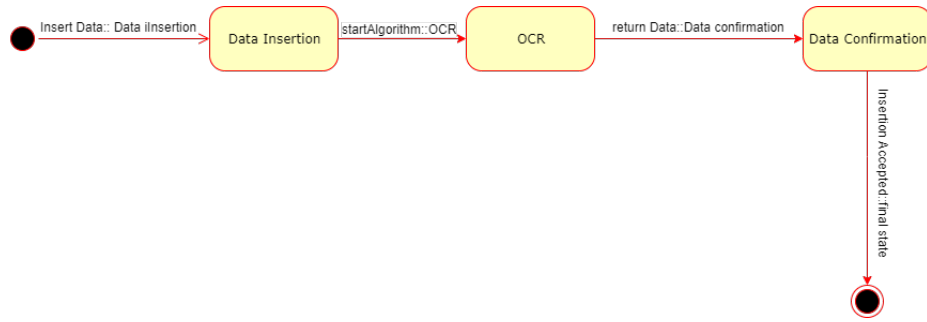 Insert Data:: Data iInsertion
Data Insertion
startAlgorithm::OCR
OCR
return Data::Data confirmation
Data Confirmation
Insertion Accepted::final state